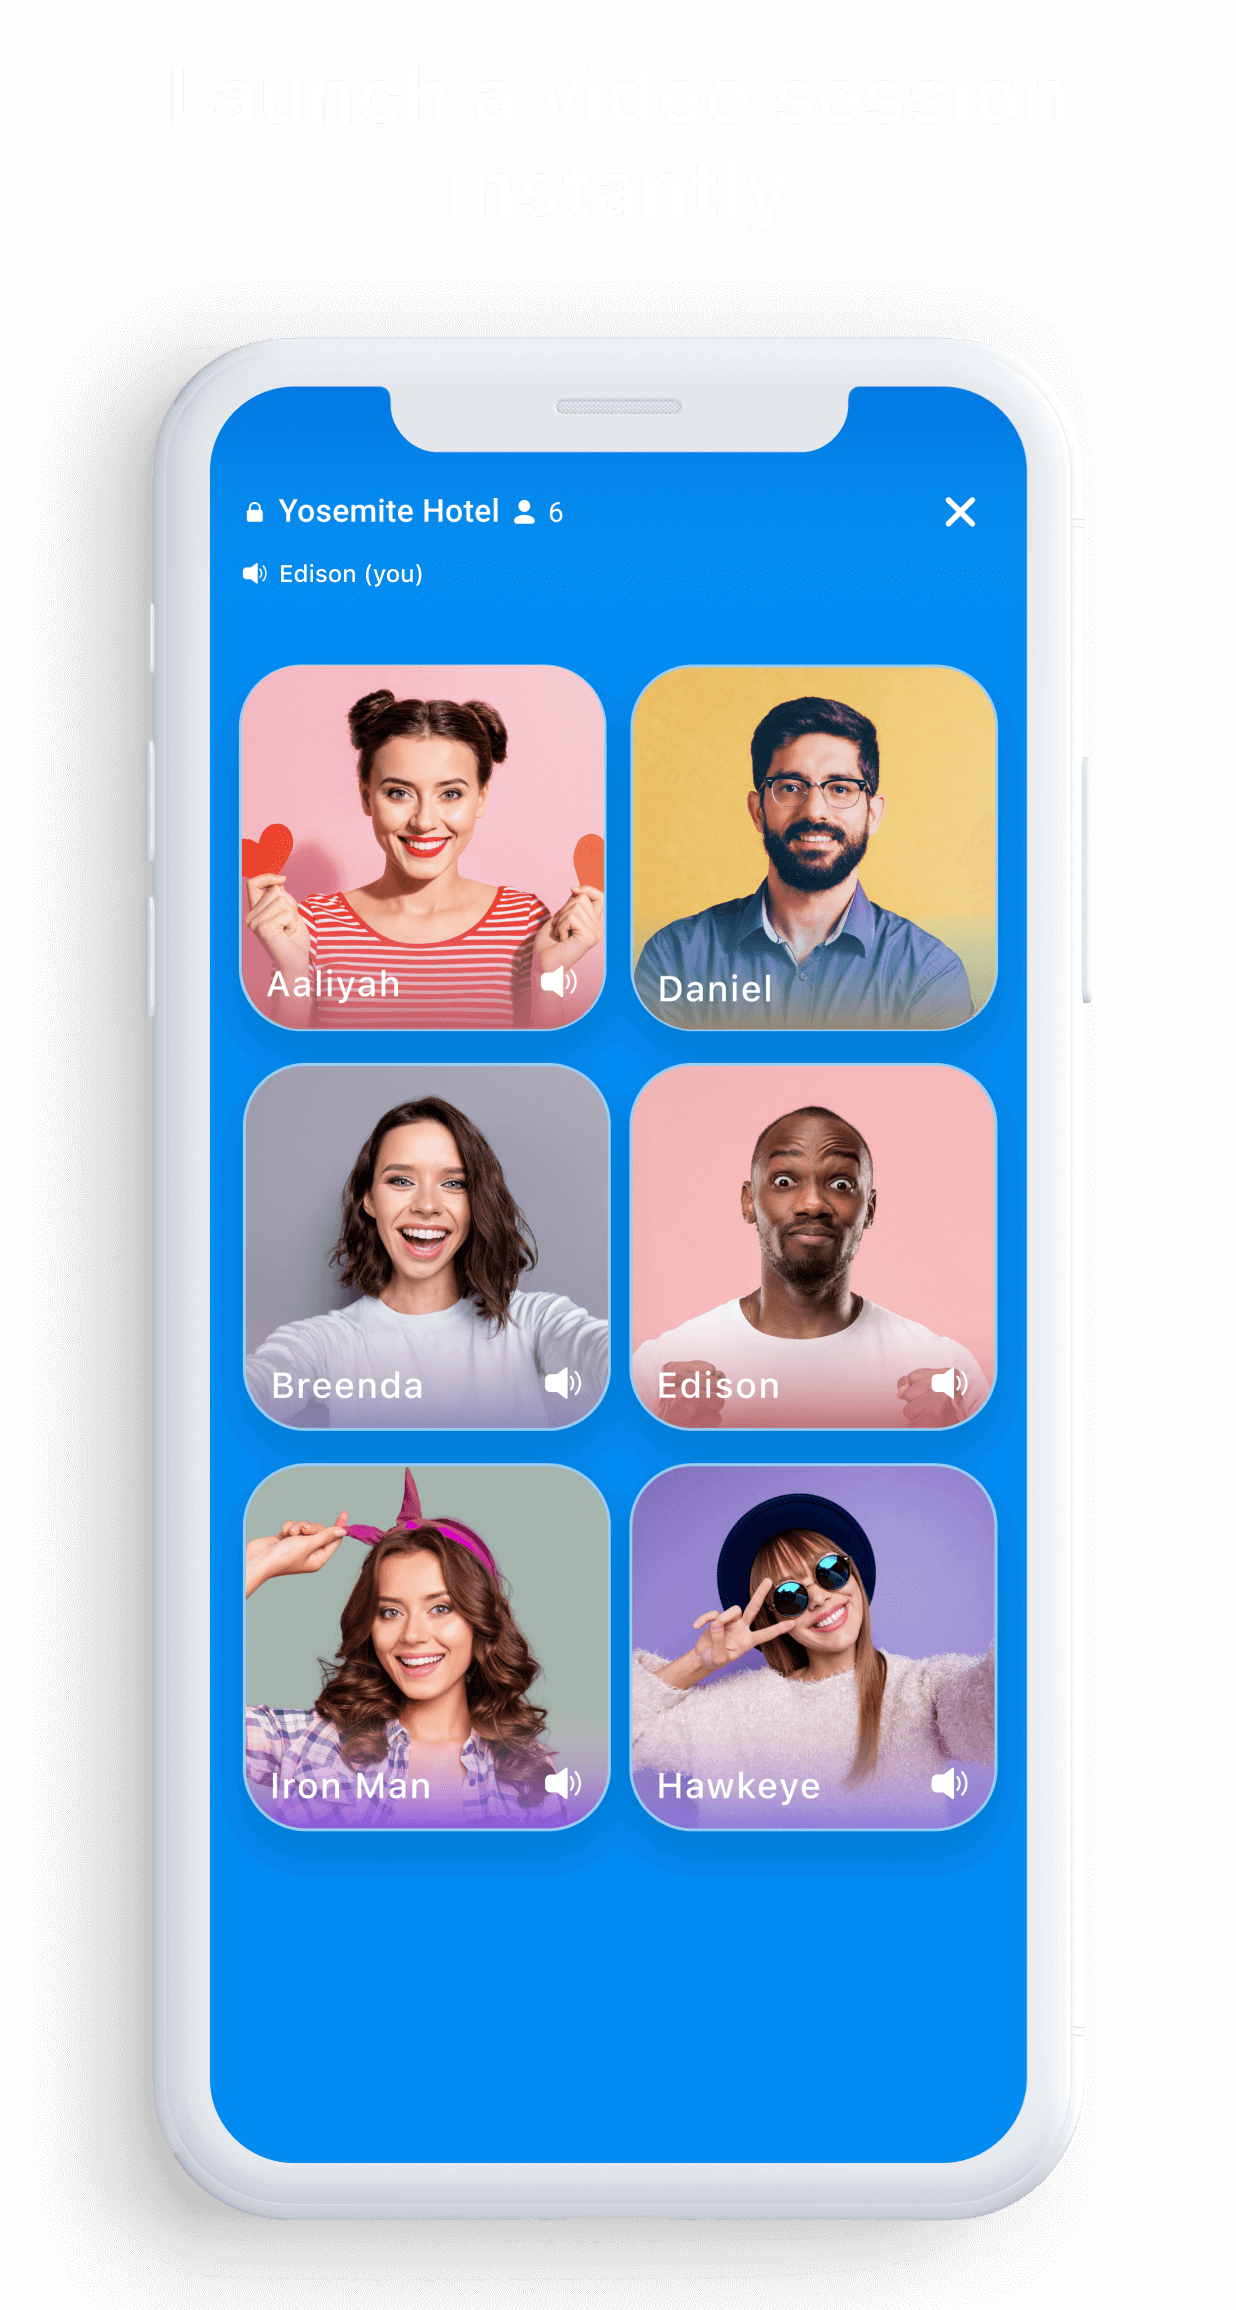 Launch a video session
instantly
Yosemite Hotel 6
Edison (you)
Aaliyah
Daniel
Breenda
Edison
Iron Man
Hawkeye